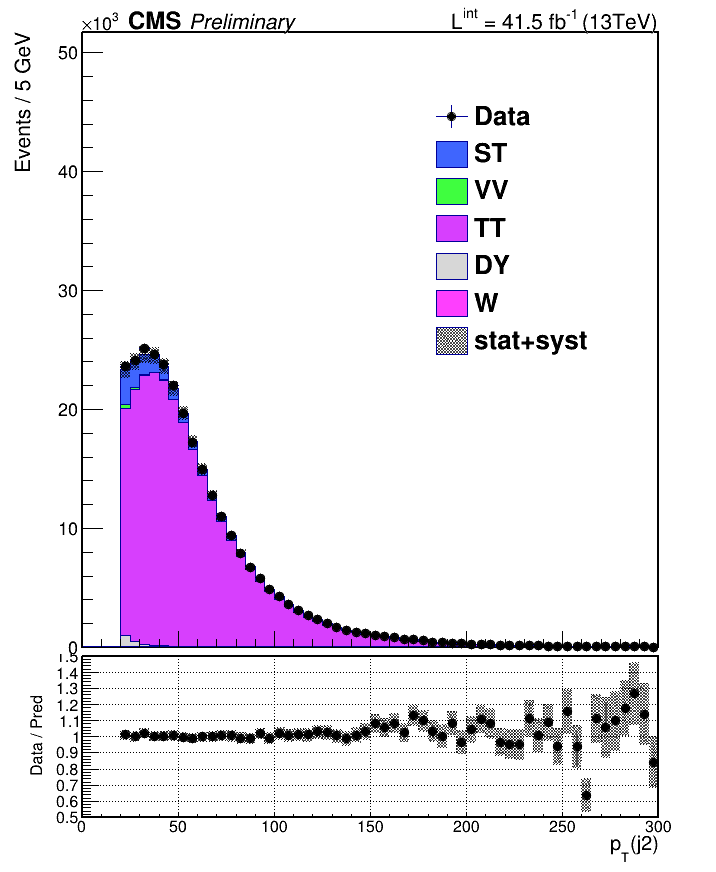 ×10³ CMS Preliminary L^int = 41.5 fb⁻¹ (13TeV)
Events / 5 GeV
50
40
30
20
10
0
Data
ST
VV
TT
DY
W
stat+syst
Data / Pred
1.5
1.4
1.3
1.2
1.1
1
0.9
0.8
0.7
0.6
0.5
0 50 100 150 200 250 300
p_T(j2)